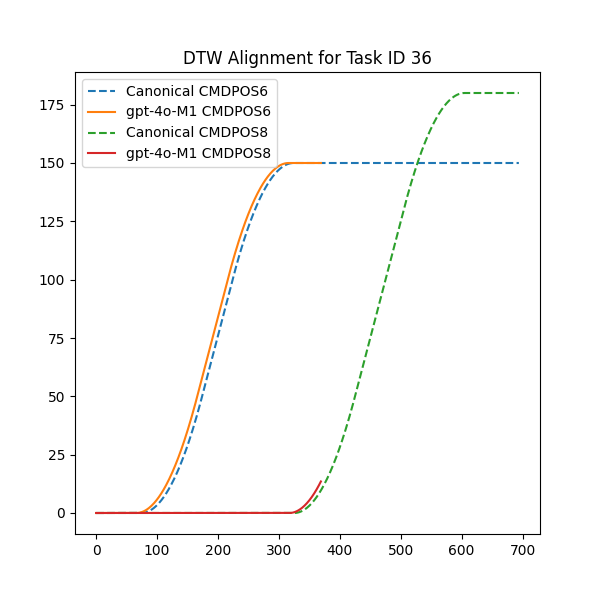 DTW Alignment for Task ID 36
Canonical CMDPOS6
gpt-4o-M1 CMDPOS6
Canonical CMDPOS8
gpt-4o-M1 CMDPOS8
175
150
125
100
75
50
25
0
0 100 200 300 400 500 600 700